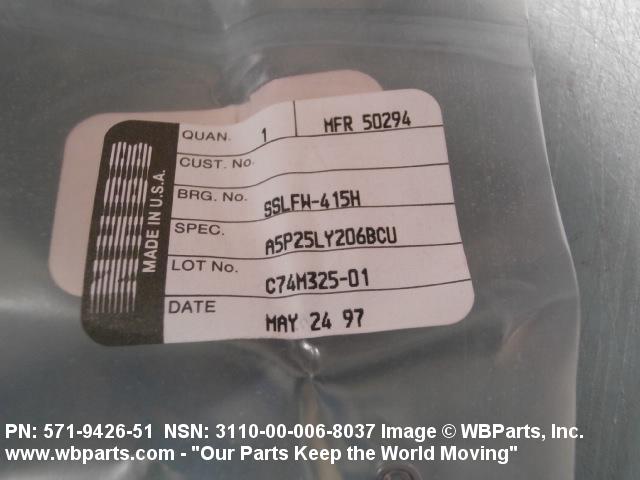 QUAN. 1 MFR 50294
CUST. No.
BRG. No. SSLFW-415H
SPEC. A5P25LY206BCU
LOT No. C74M325-01
DATE MAY 24 97
MADE IN U.S.A.
PN: 571-9426-51 NSN: 3110-00-006-8037 Image © WBParts, Inc.
www.wbparts.com - "Our Parts Keep the World Moving"